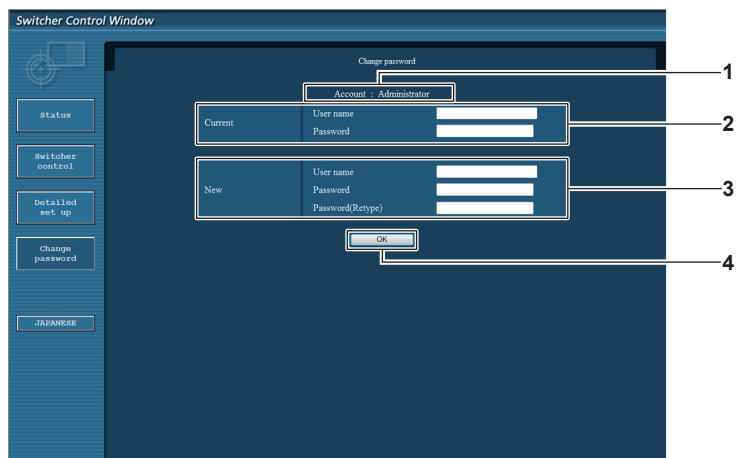 Switcher Control Window
Change password
1
Account : Administrator
Status
Current
User name
Password
2
Switcher
control
New
User name
Password
Password(Retype)
3
Detailed
set up
OK
Change
password
4
JAPANESE